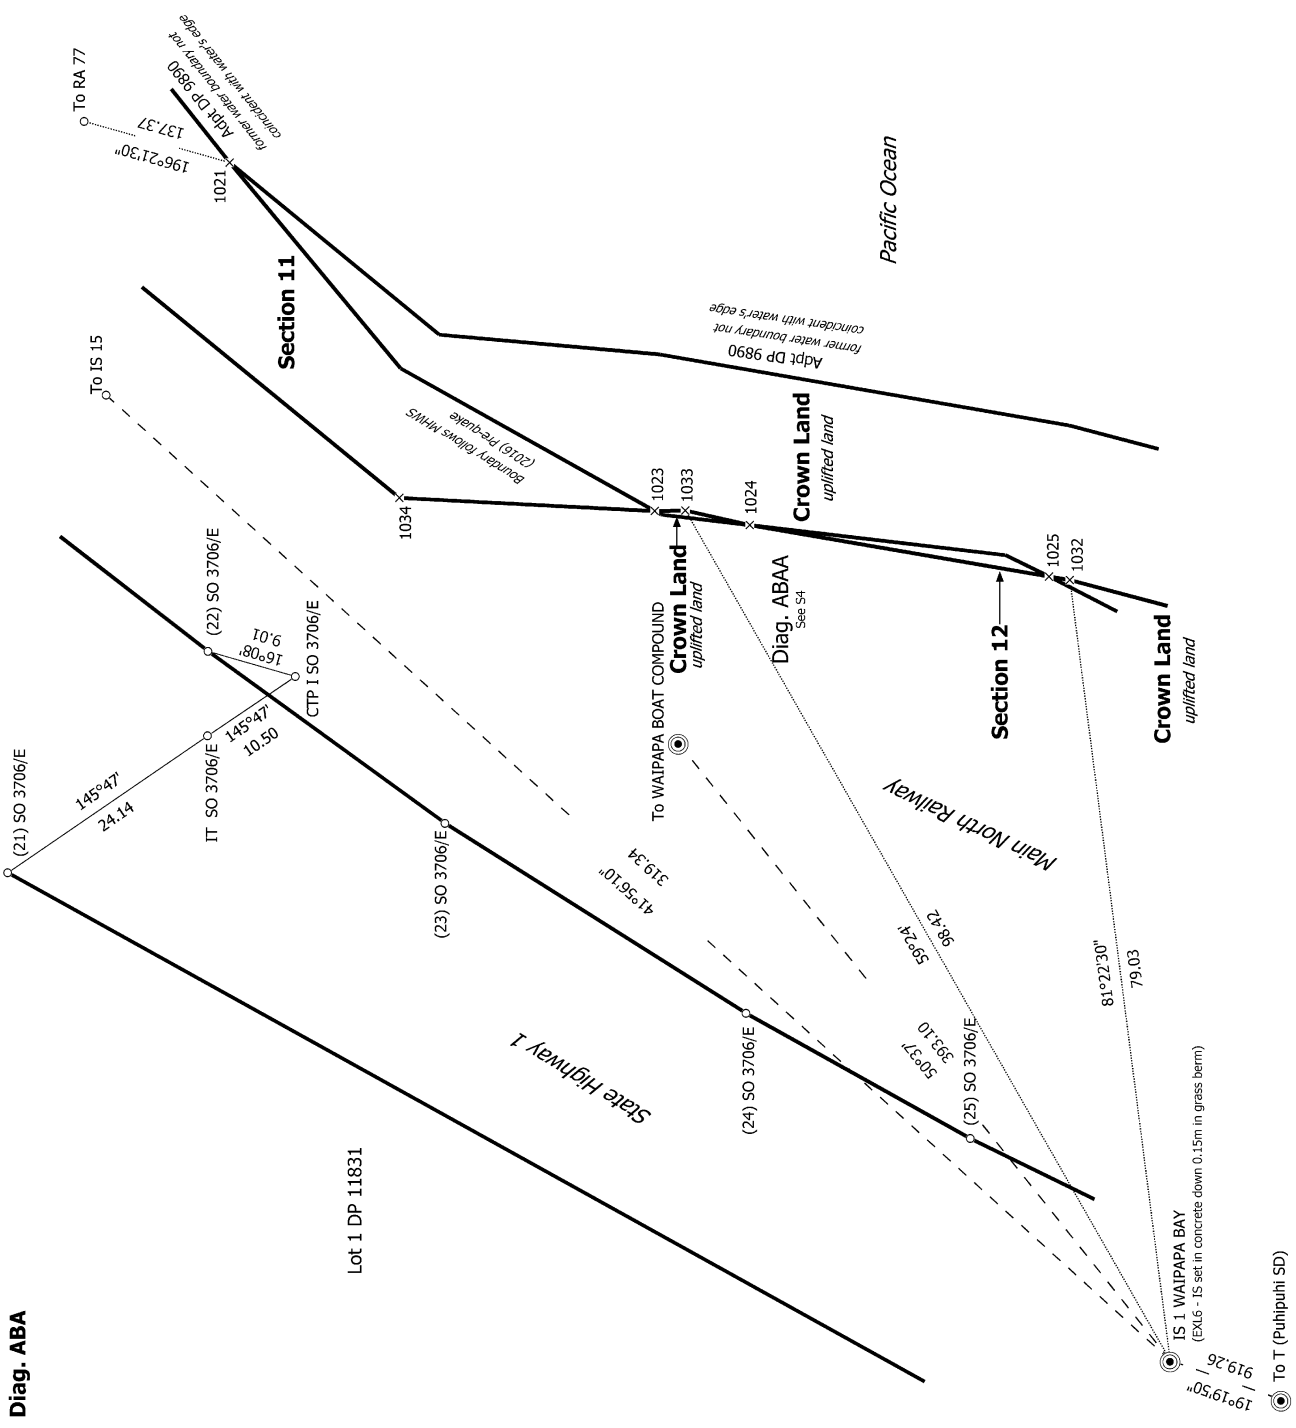 Diag. ABA
To RA 77
137.37
196°21'30"
Adpt DP 9890
former water boundary not
coincident with water's edge
1021
Section 11
Pacific Ocean
To IS 15
Boundary follows MHWS
(2016) Pre-quake
Adpt DP 9890
former water boundary not
coincident with water's edge
1034
1023
1033
1024
Crown Land
uplifted land
(22) SO 3706/E
9.01
16°08'
CTP I SO 3706/E
145°47'
10.50
IT SO 3706/E
(21) SO 3706/E
145°47'
24.14
Crown Land
uplifted land
Diag. ABAA
See S4
To WAIPAPA BOAT COMPOUND
1025
1032
Section 12
Crown Land
uplifted land
(23) SO 3706/E
41°56'10"
319.34
Main North Railway
59°24'
98.42
81°22'30"
79.03
State Highway 1
(24) SO 3706/E
50°37'
393.10
(25) SO 3706/E
Lot 1 DP 11831
IS 1 WAIPAPA BAY
(EXL6 - IS set in concrete down 0.15m in grass berm)
919.26
19°19'50"
To T (Puhipuhi SD)